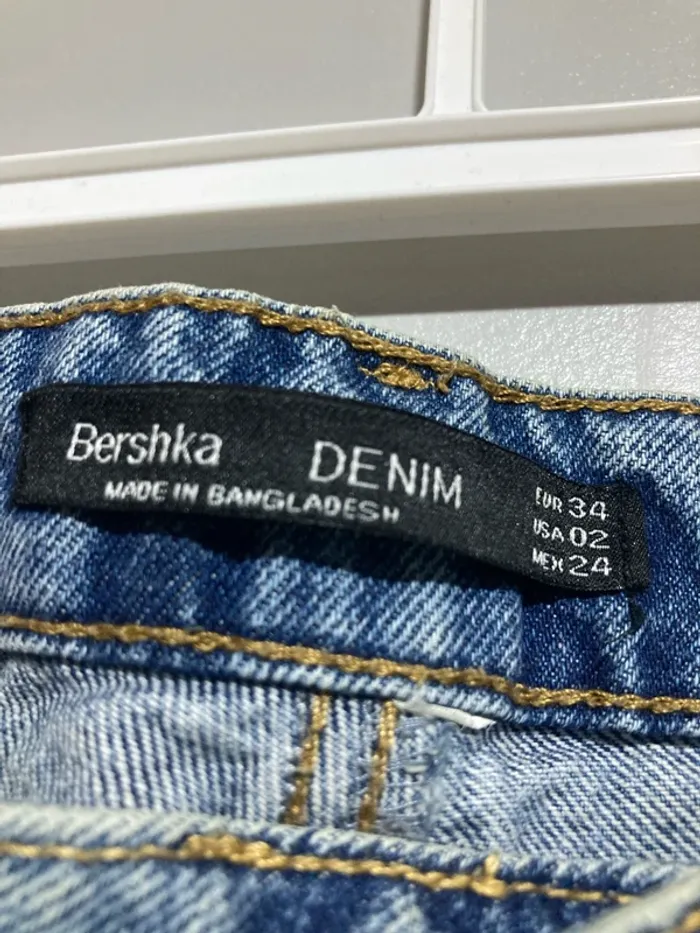 Bershka DENIM
MADE IN BANGLADESH
EUR 34
USA 02
MEX 24